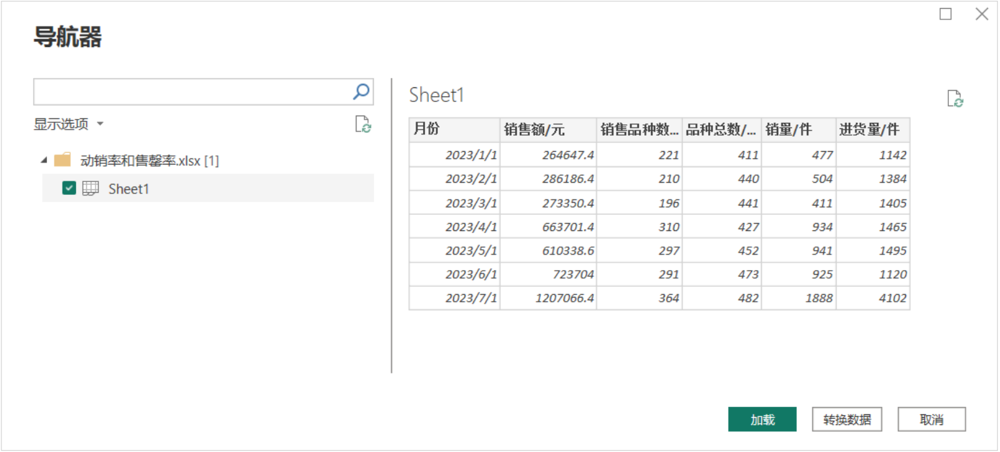 导航器
显示选项
动销率和售罄率.xlsx [1]
Sheet1
Sheet1
月份 销售额/元 销售品种数... 品种总数/... 销量/件 进货量/件
2023/1/1 264647.4 221 411 477 1142
2023/2/1 286186.4 210 440 504 1384
2023/3/1 273350.4 196 441 411 1405
2023/4/1 663701.4 310 427 934 1465
2023/5/1 610338.6 297 452 941 1495
2023/6/1 723704 291 473 925 1120
2023/7/1 1207066.4 364 482 1888 4102
加载 转换数据 取消